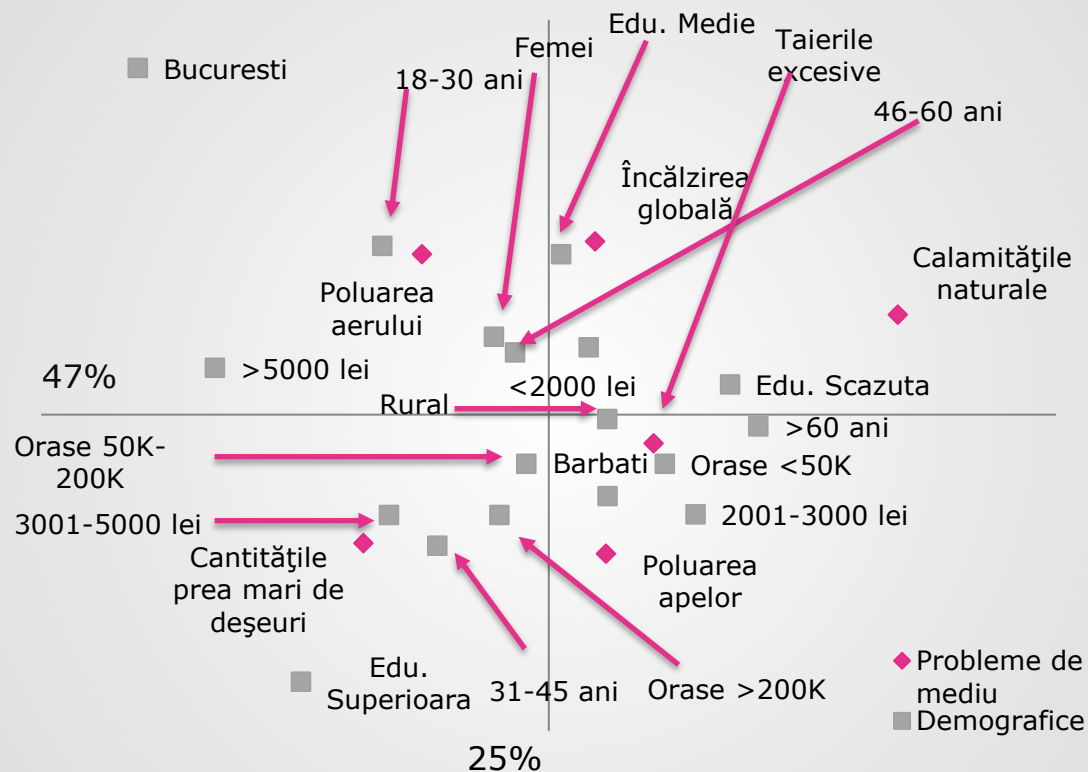 Bucuresti
Femei
Edu. Medie
Taierile
excesive
18-30 ani
46-60 ani
Încălzirea
globală
Calamităţile
naturale
Poluarea
aerului
>5000 lei
47%
<2000 lei
Edu. Scazuta
Rural
>60 ani
Orase 50K-
200K
Barbati
Orase <50K
3001-5000 lei
2001-3000 lei
Cantităţile
prea mari de
deşeuri
Poluarea
apelor
Edu.
Superioara
31-45 ani
Orase >200K
Probleme de
mediu
Demografice
25%